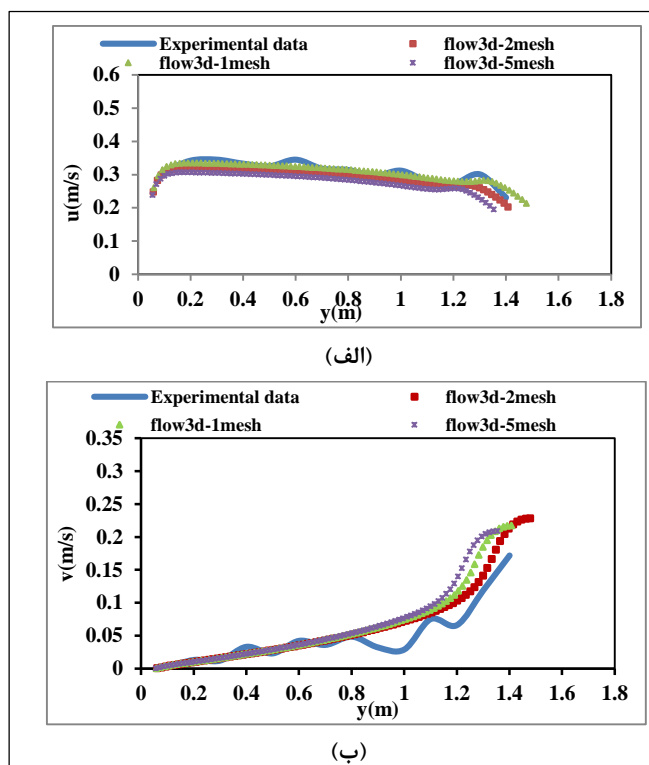 Experimental data flow3d-2mesh
flow3d-1mesh flow3d-5mesh
0.6
0.5
0.4
0.3
0.2
0.1
0
u(m/s)
0 0.2 0.4 0.6 0.8 1 1.2 1.4 1.6 1.8
y(m)
(الف)
Experimental data flow3d-2mesh
flow3d-1mesh flow3d-5mesh
0.35
0.3
0.25
0.2
0.15
0.1
0.05
0
v(m/s)
0 0.2 0.4 0.6 0.8 1 1.2 1.4 1.6 1.8
y(m)
(ب)